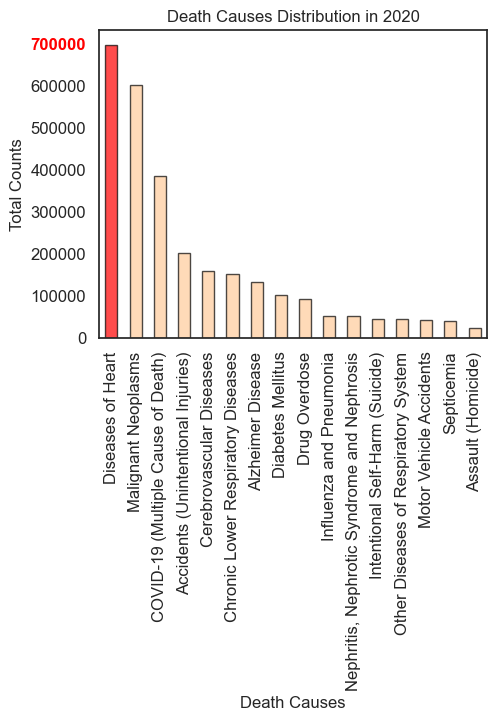 Death Causes Distribution in 2020
Total Counts
700000
600000
500000
400000
300000
200000
100000
0
Diseases of Heart
Malignant Neoplasms
COVID-19 (Multiple Cause of Death)
Accidents (Unintentional Injuries)
Cerebrovascular Diseases
Chronic Lower Respiratory Diseases
Alzheimer Disease
Diabetes Mellitus
Drug Overdose
Influenza and Pneumonia
Nephritis, Nephrotic Syndrome and Nephrosis
Intentional Self-Harm (Suicide)
Other Diseases of Respiratory System
Motor Vehicle Accidents
Septicemia
Assault (Homicide)
Death Causes